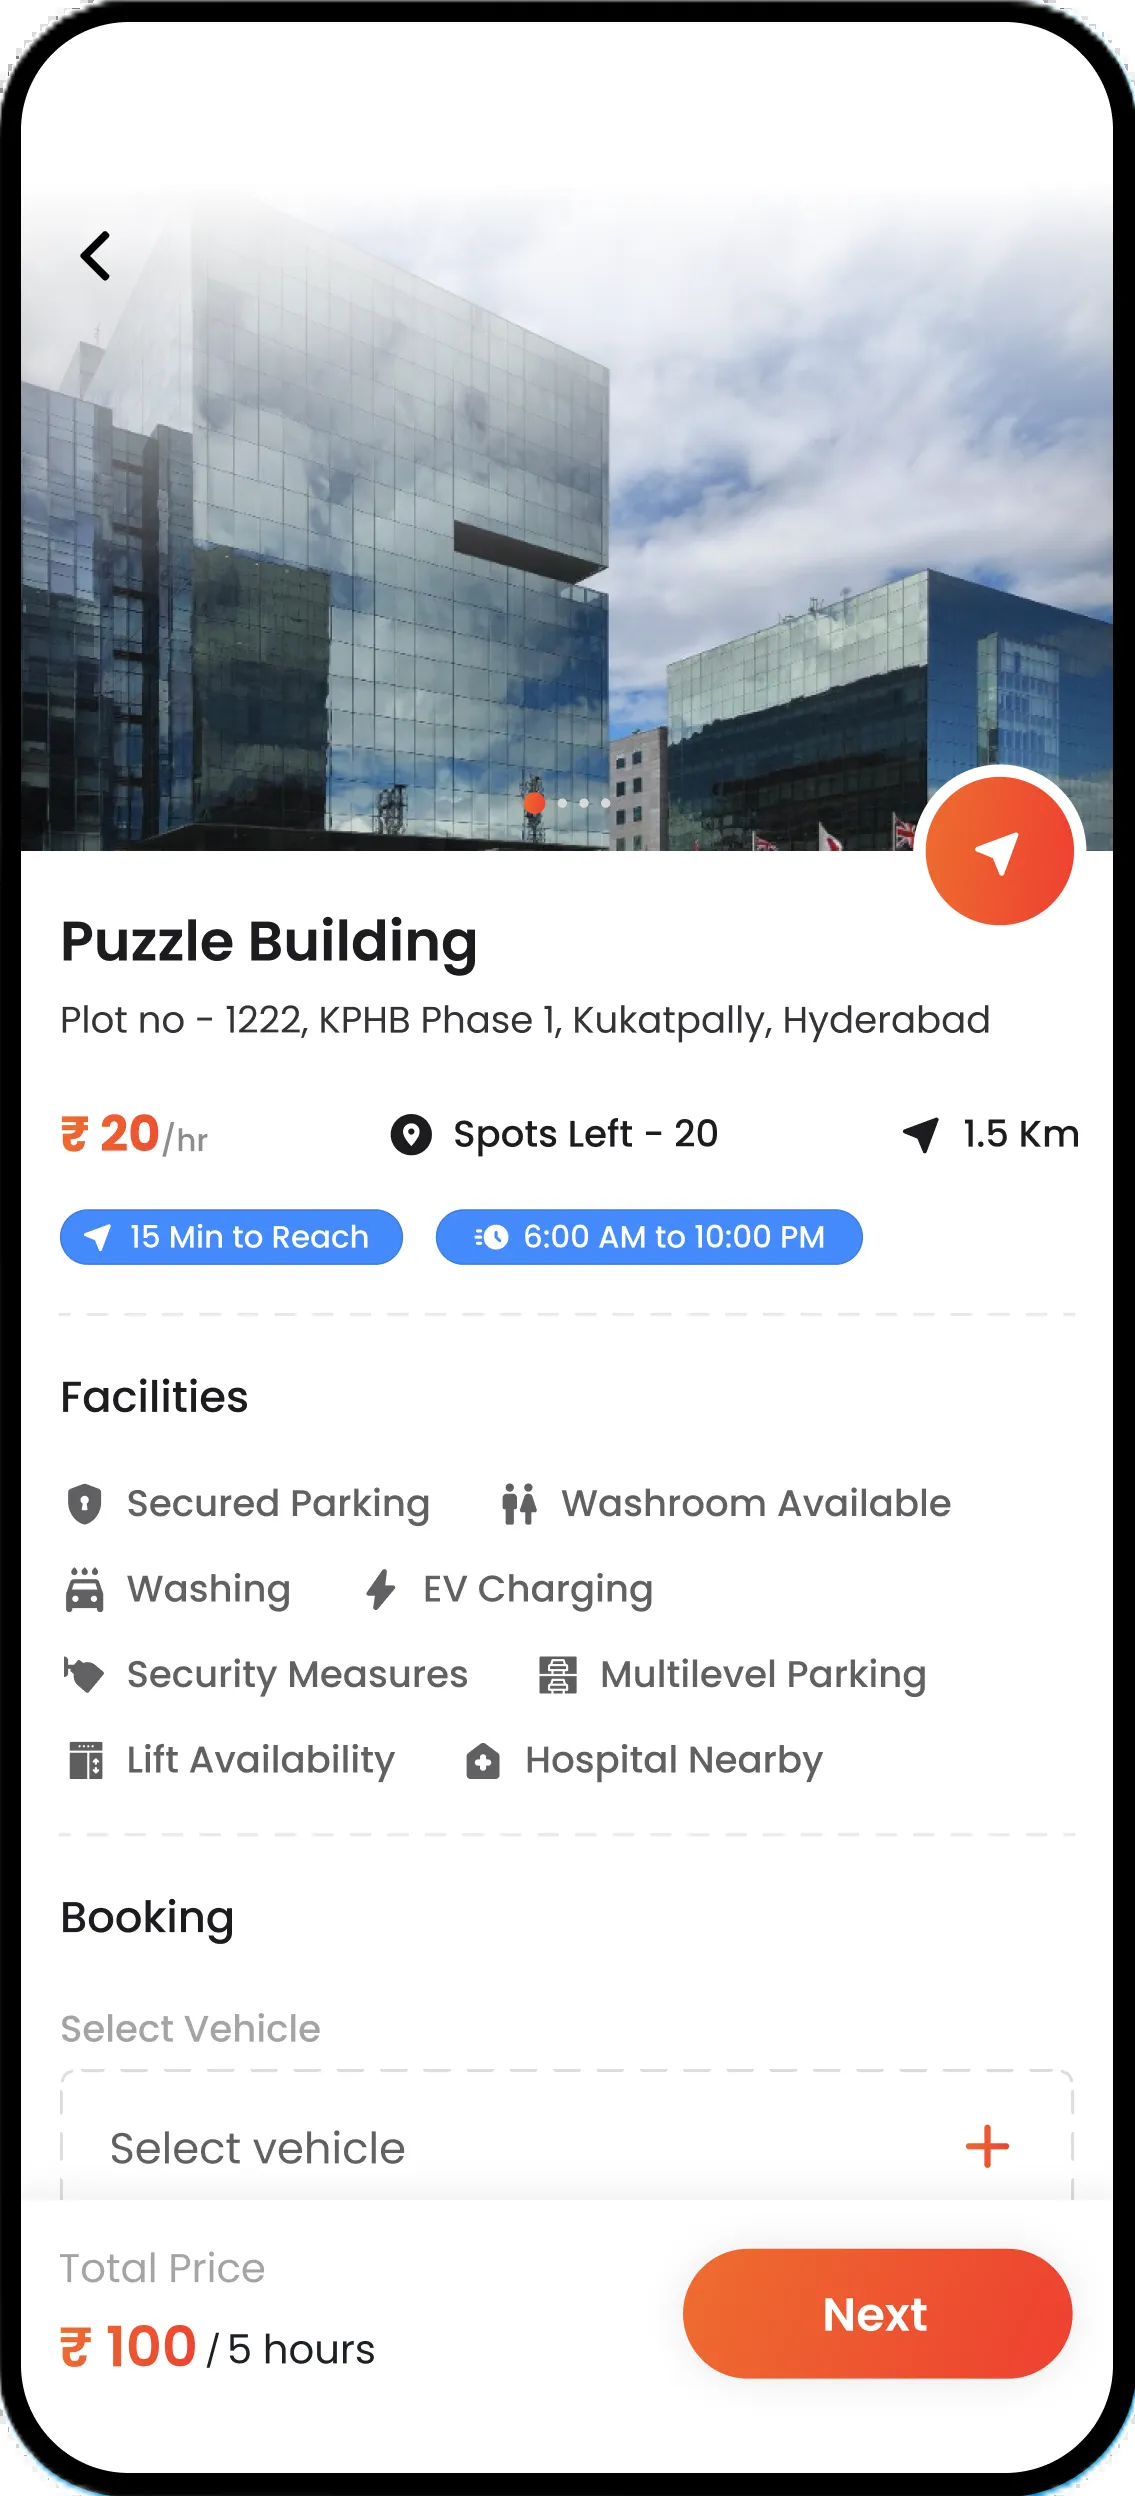 Puzzle Building
Plot no - 1222, KPHB Phase 1, Kukatpally, Hyderabad
₹ 20/hr Spots Left - 20 1.5 Km
15 Min to Reach 6:00 AM to 10:00 PM
Facilities
Secured Parking Washroom Available
Washing EV Charging
Security Measures Multilevel Parking
Lift Availability Hospital Nearby
Booking
Select Vehicle
Select vehicle
Total Price
₹ 100 / 5 hours
Next